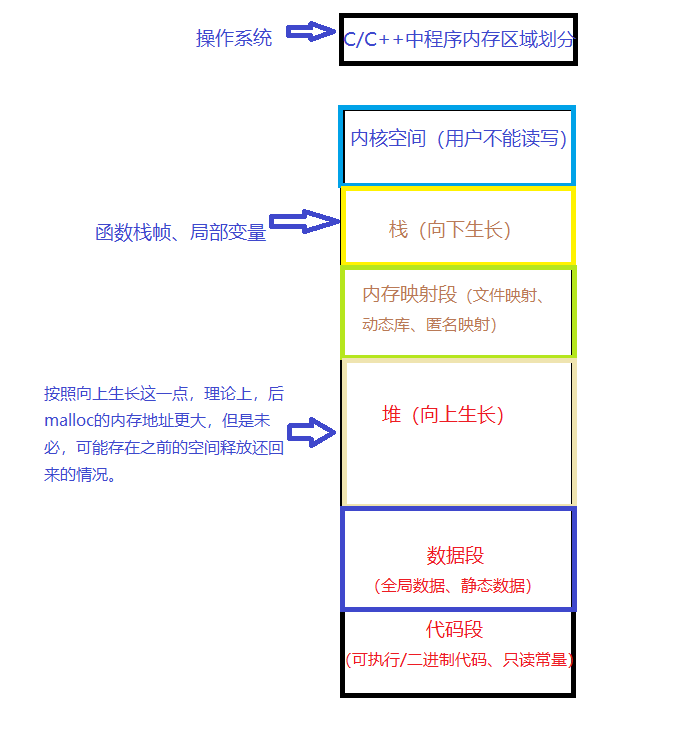 操作系统
C/C++中程序内存区域划分
内核空间（用户不能读写）
函数栈帧、局部变量
栈（向下生长）
内存映射段（文件映射、
动态库、匿名映射）
按照向上生长这一点，理论上，后
malloc的内存地址更大，但是未
必，可能存在之前的空间释放还回
来的情况。
堆（向上生长）
数据段
（全局数据、静态数据）
代码段
（可执行/二进制代码、只读常量）